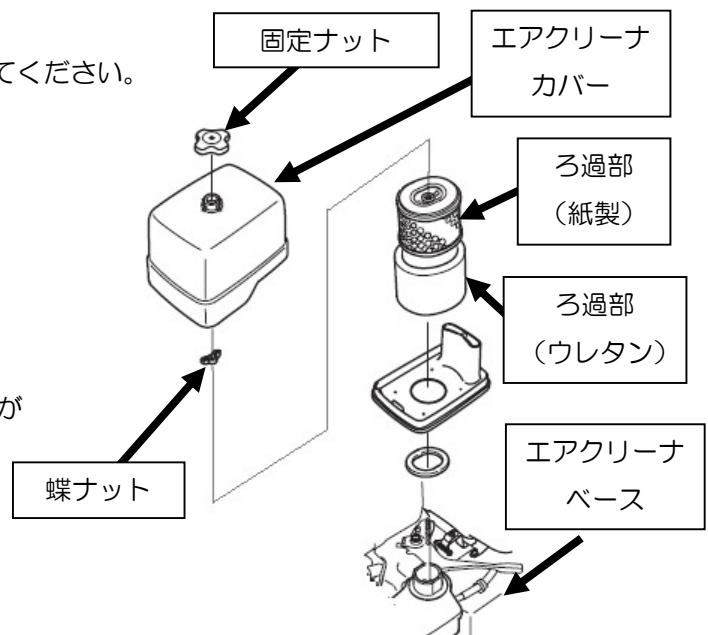 固定ナット
エアクリーナ
カバー
てください。
ろ過部
（紙製）
ろ過部
（ウレタン）
が
エアクリーナ
ベース
蝶ナット